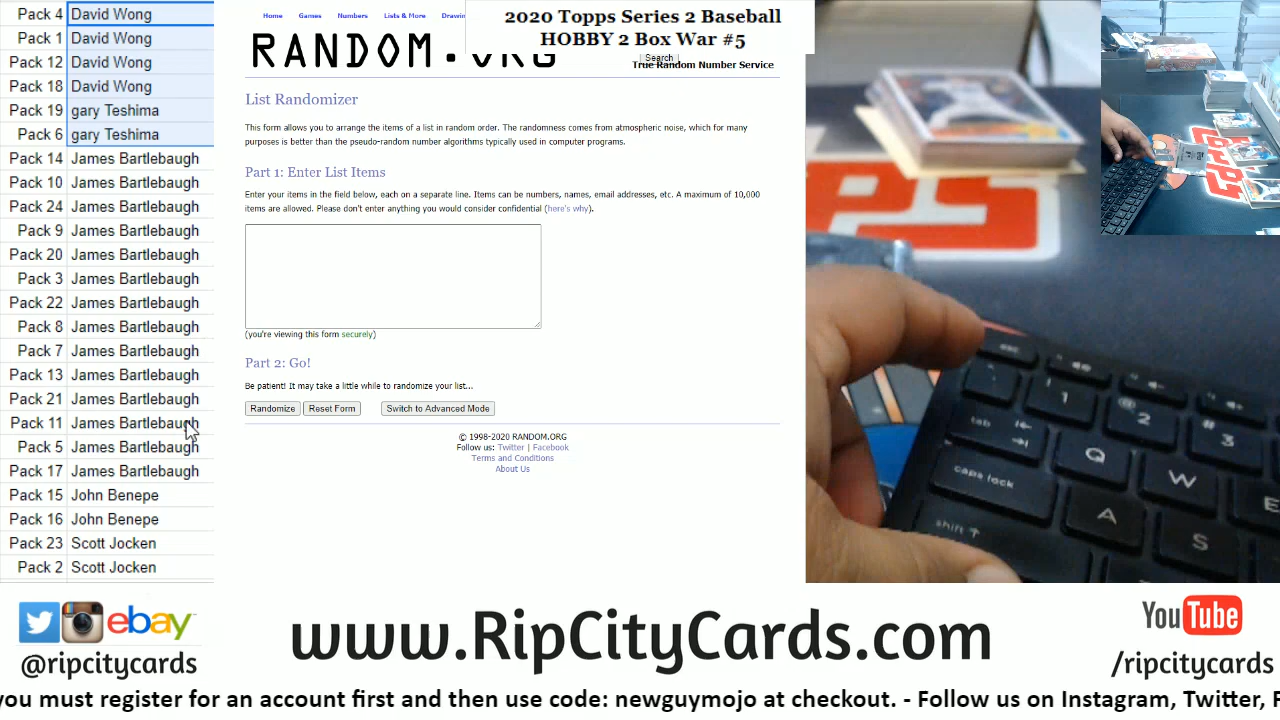 Pack 4 David Wong
Pack 1 David Wong
Pack 12 David Wong
Pack 18 David Wong
Pack 19 gary Teshima
Pack 6 gary Teshima
Pack 14 James Bartlebaugh
Pack 10 James Bartlebaugh
Pack 24 James Bartlebaugh
Pack 9 James Bartlebaugh
Pack 20 James Bartlebaugh
Pack 3 James Bartlebaugh
Pack 22 James Bartlebaugh
Pack 8 James Bartlebaugh
Pack 7 James Bartlebaugh
Pack 13 James Bartlebaugh
Pack 21 James Bartlebaugh
Pack 11 James Bartlebaugh
Pack 5 James Bartlebaugh
Pack 17 James Bartlebaugh
Pack 15 John Benepe
Pack 16 John Benepe
Pack 23 Scott Jocken
Pack 2 Scott Jocken
Home Games Numbers Lists & More Drawin
2020 Topps Series 2 Baseball
HOBBY 2 Box War #5
RANDOM.ORG
Search
True Random Number Service
List Randomizer
This form allows you to arrange the items of a list in random order. The randomness comes from atmospheric noise, which for many
purposes is better than the pseudo-random number algorithms typically used in computer programs.
Part 1: Enter List Items
Enter your items in the field below, each on a separate line. Items can be numbers, names, email addresses, etc. A maximum of 10,000
items are allowed. Please don't enter anything you would consider confidential (here's why).
(you're viewing this form securely)
Part 2: Go!
Be patient! It may take a little while to randomize your list...
Randomize Reset Form Switch to Advanced Mode
© 1998-2020 RANDOM.ORG
Follow us: Twitter | Facebook
Terms and Conditions
About Us
esc
1
@ 2
# 3
tab
Q
W
E
caps lock
A
S
shift
ebay
@ripcitycards
www.RipCityCards.com
YouTube
/ripcitycards
you must register for an account first and then use code: newguymojo at checkout. - Follow us on Instagram, Twitter, F